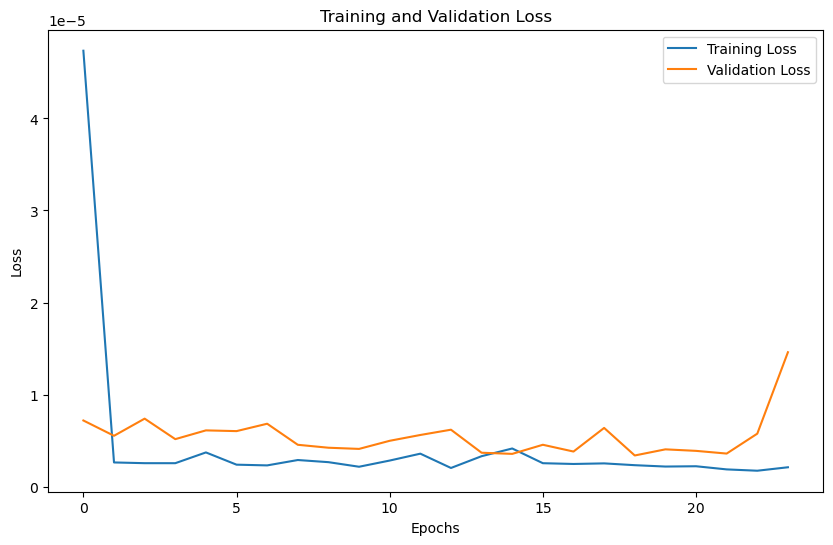 Training and Validation Loss
1e−5
Training Loss
Validation Loss
4
3
2
1
0
Loss
0
5
10
15
20
Epochs